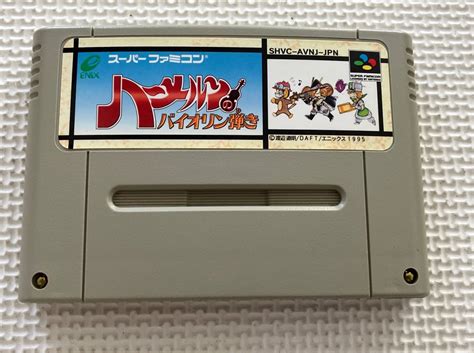 ENIX
スーパーファミコン
SHVC-AVNJ-JPN
ハーメルンの
バイオリン弾き
SUPER FAMICOM
©渡辺道明/DAFT/エニックス1995